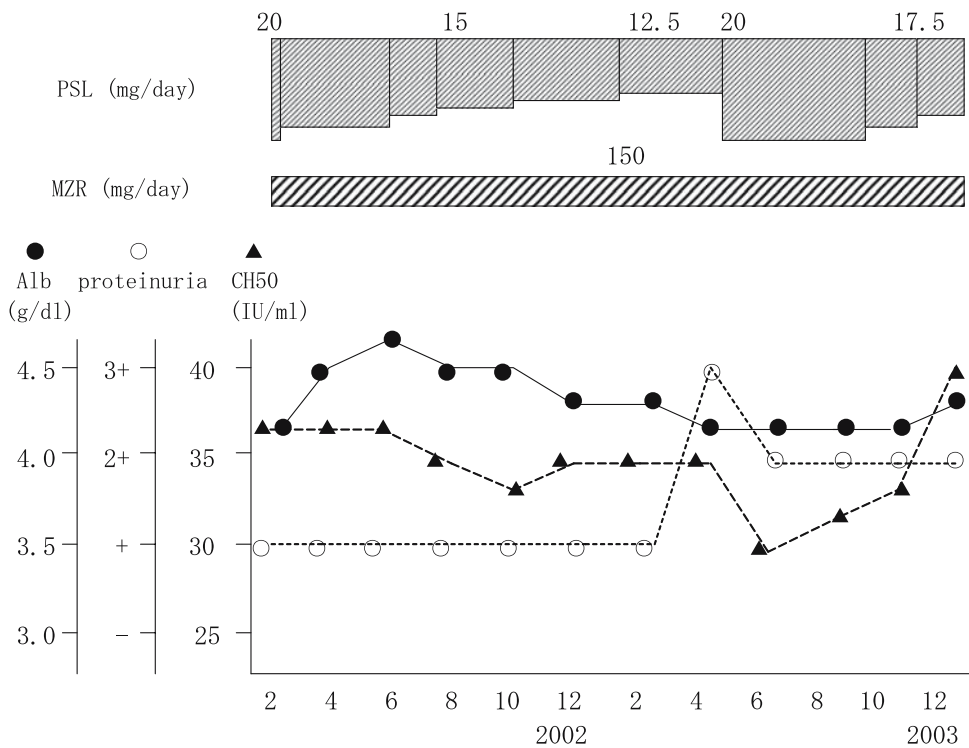 20 15 12.5 20 17.5
PSL (mg/day)
150
MZR (mg/day)
Alb proteinuria CH50
(g/dl) (IU/ml)
4.5 3+ 40
4.0 2+ 35
3.5 + 30
3.0 − 25
2 4 6 8 10 12 2 4 6 8 10 12
2002 2003